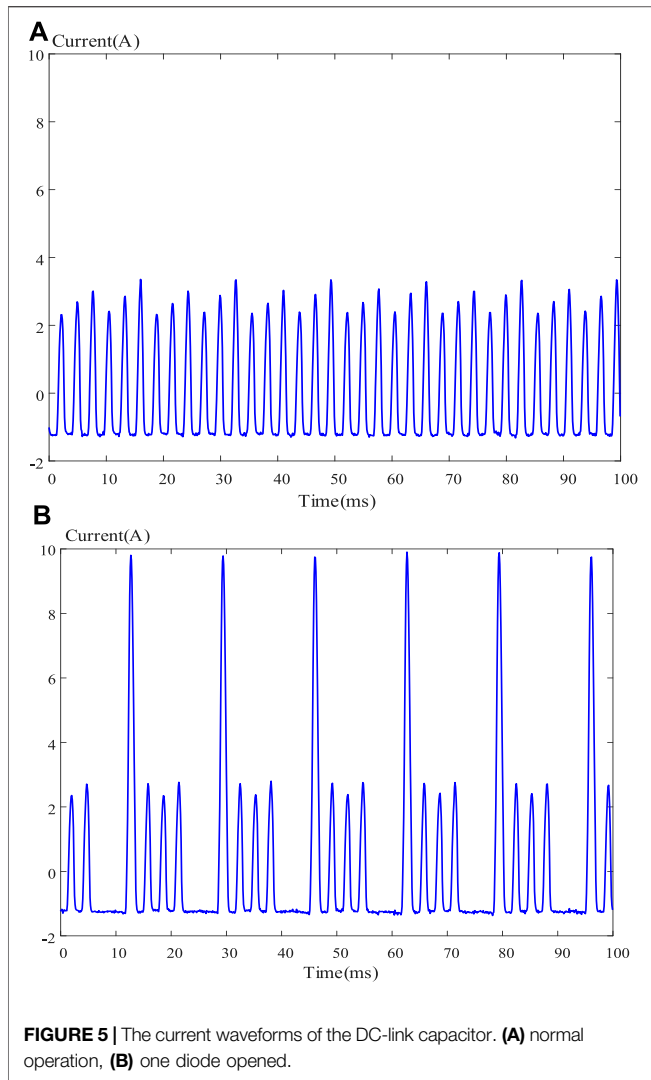 A
Current(A)
10
8
6
4
2
0
-2
0 10 20 30 40 50 60 70 80 90 100
Time(ms)
B
Current(A)
10
8
6
4
2
0
-2
0 10 20 30 40 50 60 70 80 90 100
Time(ms)
FIGURE 5 | The current waveforms of the DC-link capacitor. (A) normal
operation, (B) one diode opened.